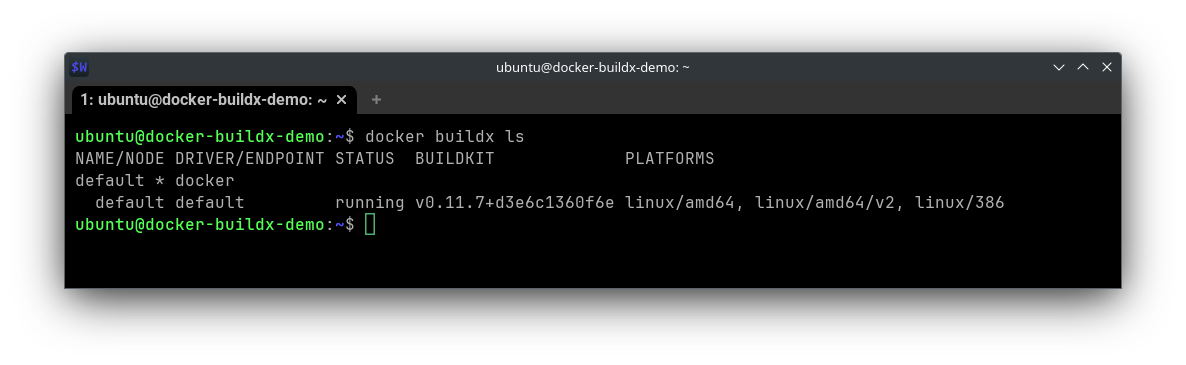 $W
ubuntu@docker-buildx-demo: ~
1: ubuntu@docker-buildx-demo: ~ × +
ubuntu@docker-buildx-demo:~$ docker buildx ls
NAME/NODE DRIVER/ENDPOINT STATUS  BUILDKIT             PLATFORMS
default * docker
  default default         running v0.11.7+d3e6c1360f6e linux/amd64, linux/amd64/v2, linux/386
ubuntu@docker-buildx-demo:~$